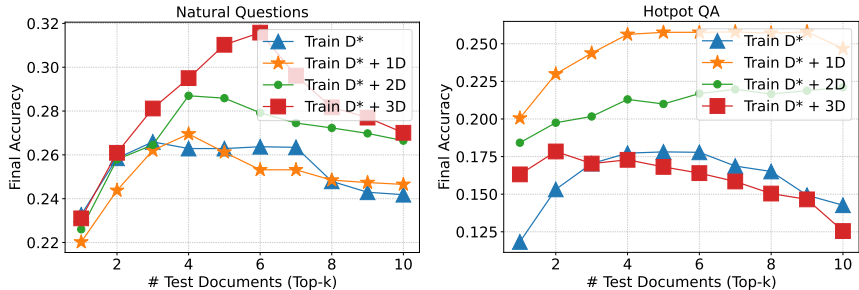 Natural Questions
Final Accuracy
0.32
0.30
0.28
0.26
0.24
0.22
2
4
6
8
10
# Test Documents (Top-k)
Train D*
Train D* + 1D
Train D* + 2D
Train D* + 3D
Hotpot QA
Final Accuracy
0.250
0.225
0.200
0.175
0.150
0.125
2
4
6
8
10
# Test Documents (Top-k)
Train D*
Train D* + 1D
Train D* + 2D
Train D* + 3D